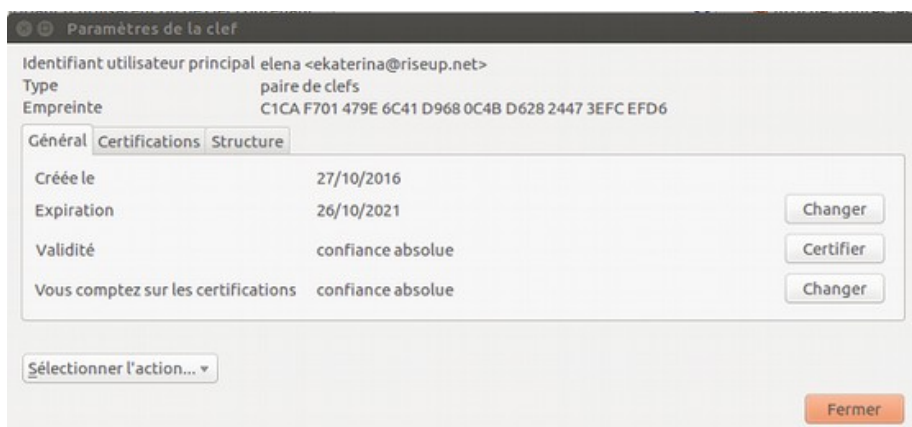 Paramètres de la clef
Identifiant utilisateur principal elena <ekaterina@riseup.net>
Type paire de clefs
Empreinte C1CA F701 479E 6C41 D968 0C4B D628 2447 3EFC EFD6
Général Certifications Structure
Créée le 27/10/2016
Expiration 26/10/2021 Changer
Validité confiance absolue Certifier
Vous comptez sur les certifications confiance absolue Changer
Sélectionner l'action...
Fermer